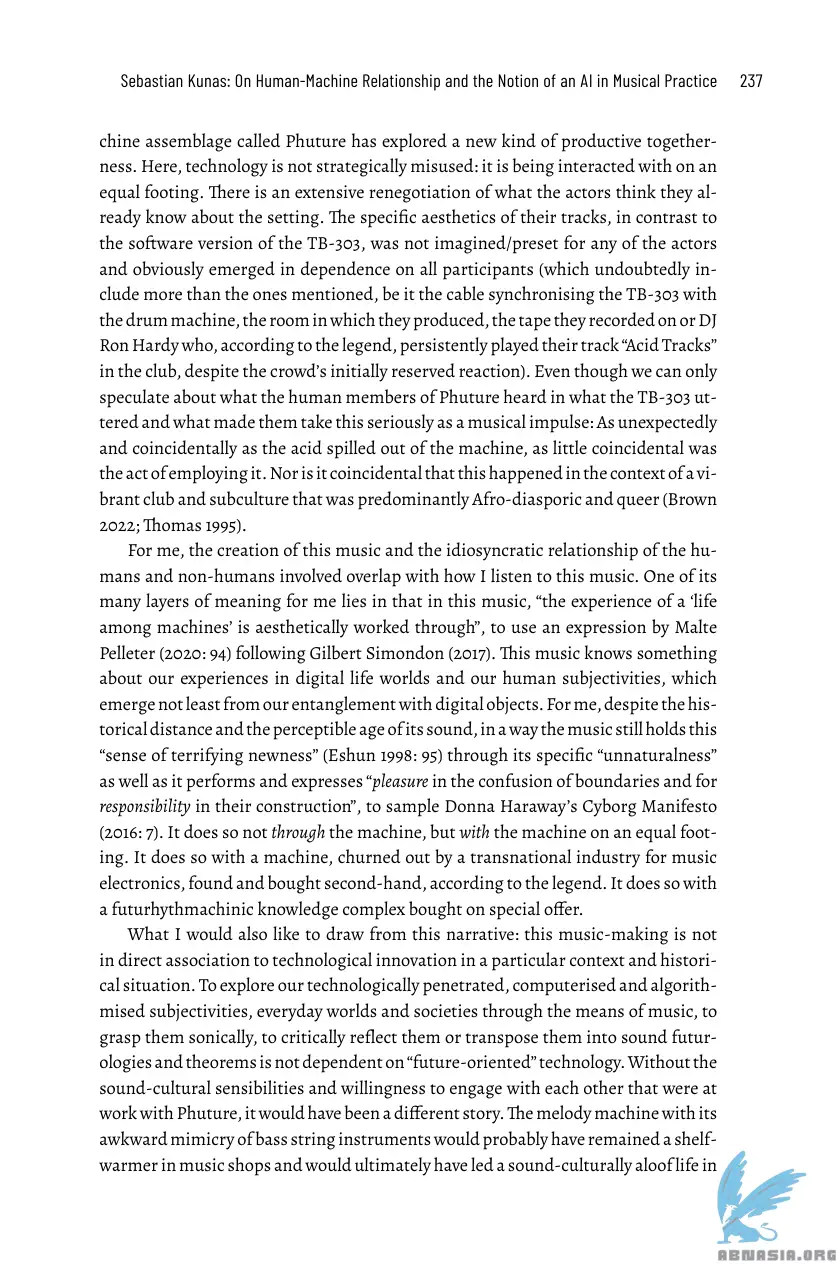 Sebastian Kunas: On Human-Machine Relationship and the Notion of an AI in Musical Practice 237
chine assemblage called Phuture has explored a new kind of productive together-
ness. Here, technology is not strategically misused: it is being interacted with on an
equal footing. There is an extensive renegotiation of what the actors think they al-
ready know about the setting. The specific aesthetics of their tracks, in contrast to
the software version of the TB-303, was not imagined/preset for any of the actors
and obviously emerged in dependence on all participants (which undoubtedly in-
clude more than the ones mentioned, be it the cable synchronising the TB-303 with
the drum machine, the room in which they produced, the tape they recorded on or DJ
Ron Hardy who, according to the legend, persistently played their track “Acid Tracks”
in the club, despite the crowd’s initially reserved reaction). Even though we can only
speculate about what the human members of Phuture heard in what the TB-303 ut-
tered and what made them take this seriously as a musical impulse: As unexpectedly
and coincidentally as the acid spilled out of the machine, as little coincidental was
the act of employing it. Nor is it coincidental that this happened in the context of a vi-
brant club and subculture that was predominantly Afro-diasporic and queer (Brown
2022; Thomas 1995).
For me, the creation of this music and the idiosyncratic relationship of the hu-
mans and non-humans involved overlap with how I listen to this music. One of its
many layers of meaning for me lies in that in this music, “the experience of a ‘life
among machines’ is aesthetically worked through”, to use an expression by Malte
Pelleter (2020: 94) following Gilbert Simondon (2017). This music knows something
about our experiences in digital life worlds and our human subjectivities, which
emerge not least from our entanglement with digital objects. For me, despite the his-
torical distance and the perceptible age of its sound, in a way the music still holds this
“sense of terrifying newness” (Eshun 1998: 95) through its specific “unnaturalness”
as well as it performs and expresses “pleasure in the confusion of boundaries and for
responsibility in their construction”, to sample Donna Haraway’s Cyborg Manifesto
(2016: 7). It does so not through the machine, but with the machine on an equal foot-
ing. It does so with a machine, churned out by a transnational industry for music
electronics, found and bought second-hand, according to the legend. It does so with
a futurhythmachinic knowledge complex bought on special offer.
What I would also like to draw from this narrative: this music-making is not
in direct association to technological innovation in a particular context and histori-
cal situation. To explore our technologically penetrated, computerised and algorith-
mised subjectivities, everyday worlds and societies through the means of music, to
grasp them sonically, to critically reflect them or transpose them into sound futur-
ologies and theorems is not dependent on “future-oriented” technology. Without the
sound-cultural sensibilities and willingness to engage with each other that were at
work with Phuture, it would have been a different story. The melody machine with its
awkward mimicry of bass string instruments would probably have remained a shelf-
warmer in music shops and would ultimately have led a sound-culturally aloof life in
ABNASIA.ORG